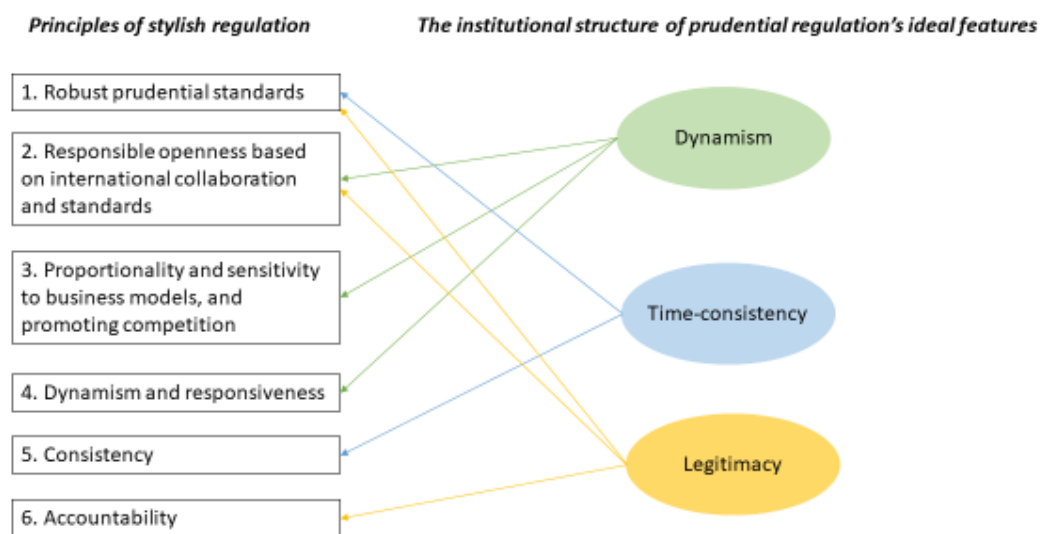 Principles of stylish regulation
The institutional structure of prudential regulation's ideal features
1. Robust prudential standards
2. Responsible openness based
on international collaboration
and standards
3. Proportionality and sensitivity
to business models, and
promoting competition
4. Dynamism and responsiveness
5. Consistency
6. Accountability
Dynamism
Time-consistency
Legitimacy